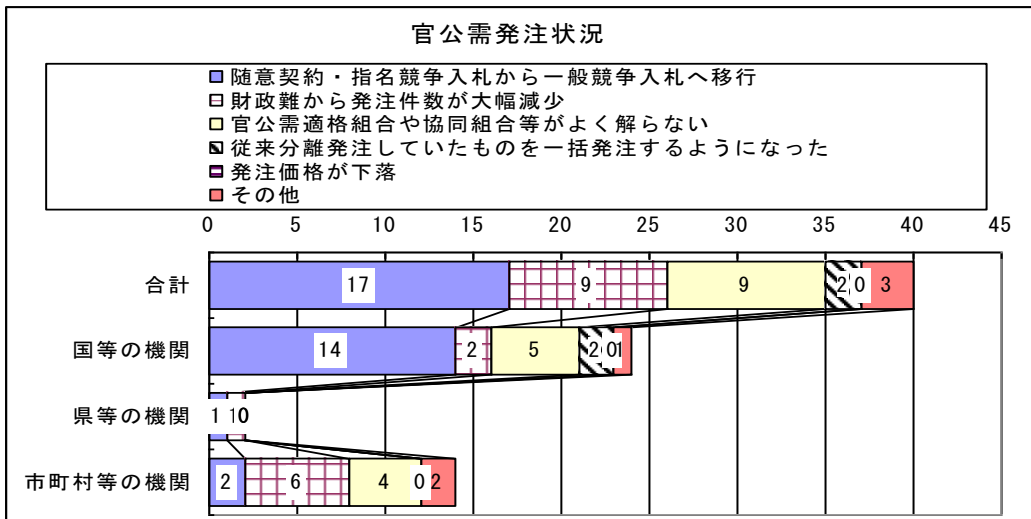 官公需発注状況
随意契約・指名競争入札から一般競争入札へ移行
財政難から発注件数が大幅減少
官公需適格組合や協同組合等がよく解らない
従来分離発注していたものを一括発注するようになった
発注価格が下落
その他
0 5 10 15 20 25 30 35 40 45
合計 17 9 9 2 0 3
国等の機関 14 2 5 2 0 1
県等の機関 1 1 0
市町村等の機関 2 6 4 0 2